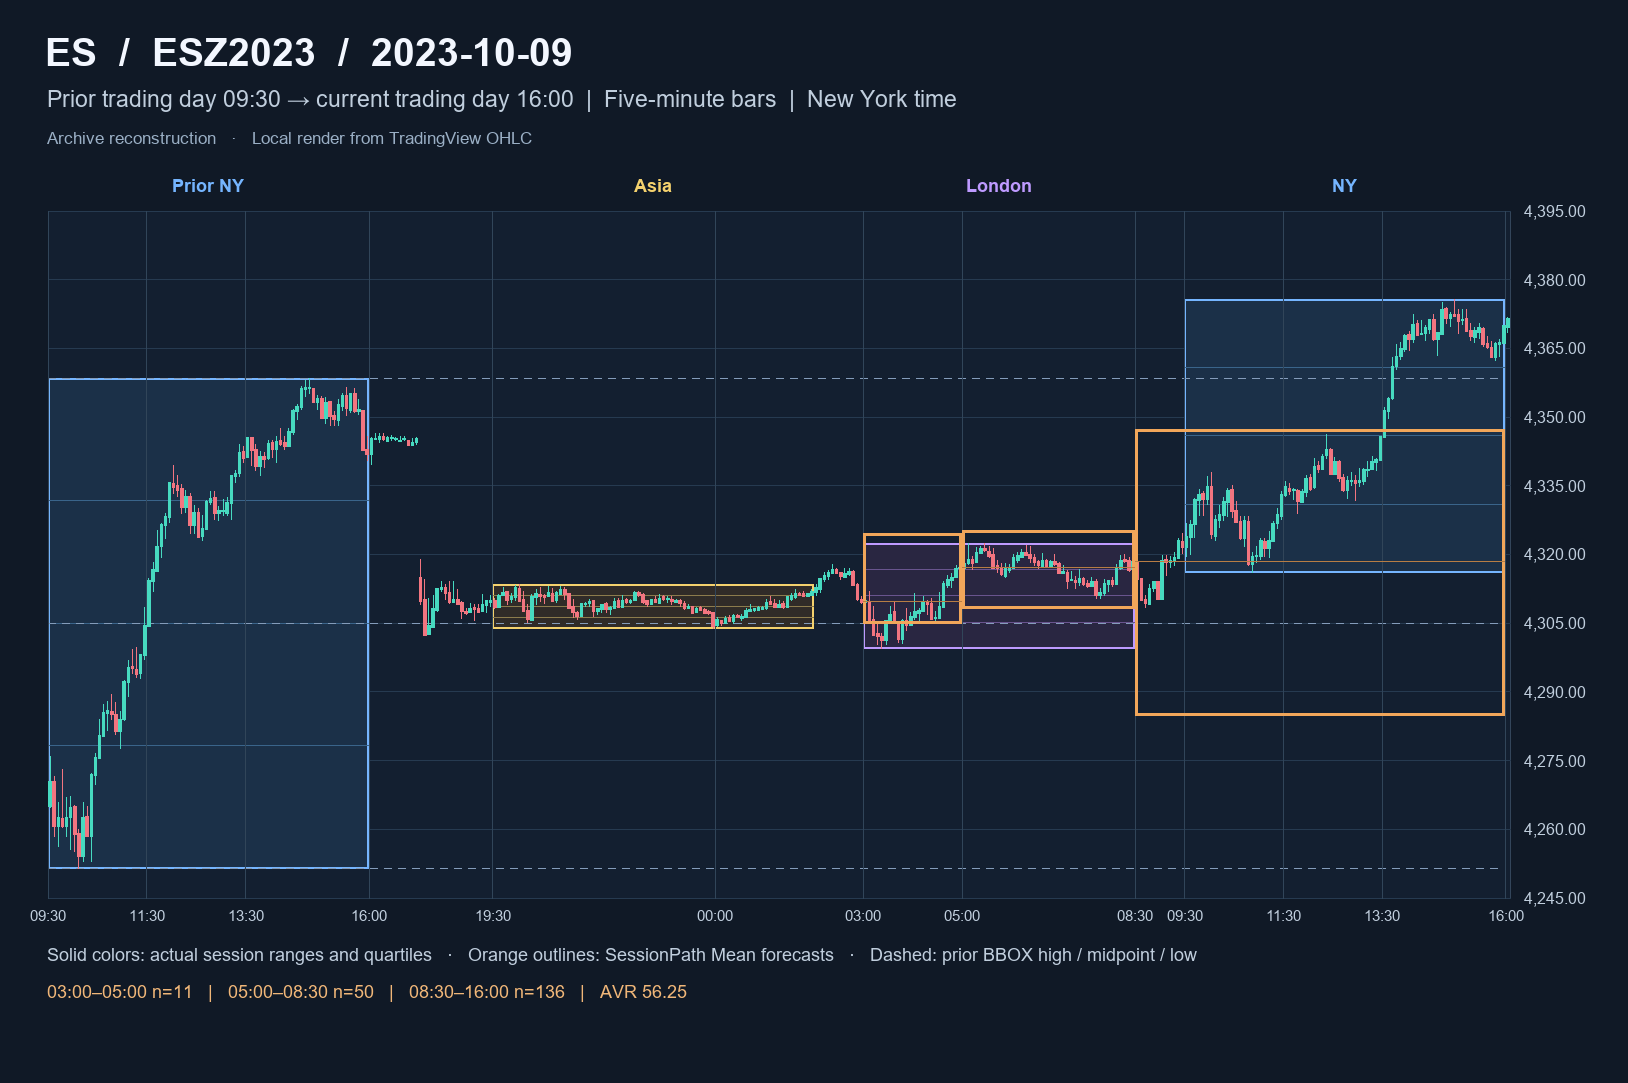 ES / ESZ2023 / 2023-10-09
Prior trading day 09:30 → current trading day 16:00 | Five-minute bars | New York time
Archive reconstruction · Local render from TradingView OHLC
Prior NY Asia London NY
4,395.00
4,380.00
4,365.00
4,350.00
4,335.00
4,320.00
4,305.00
4,290.00
4,275.00
4,260.00
4,245.00
09:30 11:30 13:30 16:00 19:30 00:00 03:00 05:00 08:30 09:30 11:30 13:30 16:00
Solid colors: actual session ranges and quartiles · Orange outlines: SessionPath Mean forecasts · Dashed: prior BBOX high / midpoint / low
03:00–05:00 n=11 | 05:00–08:30 n=50 | 08:30–16:00 n=136 | AVR 56.25